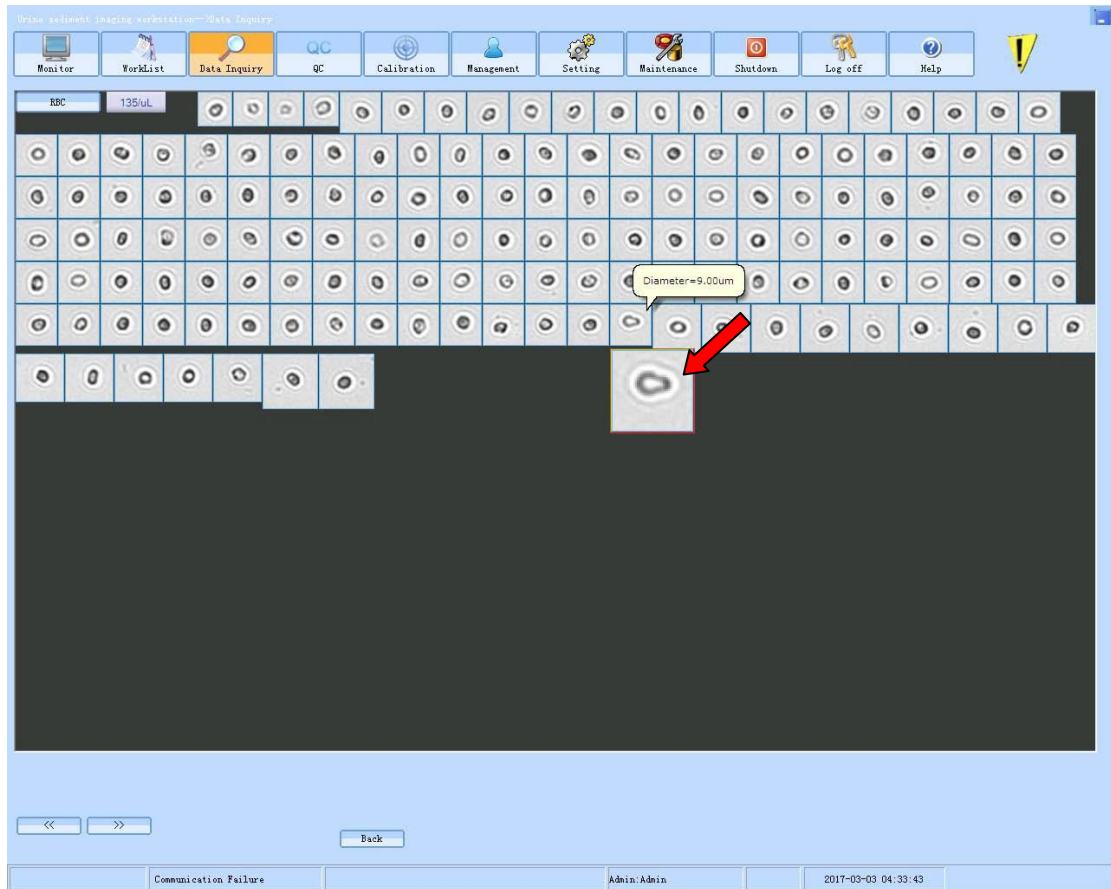 Urine sediment imaging workstation-->Data Inquiry
Monitor
WorkList
Data Inquiry
QC
QC
Calibration
Management
Setting
Maintenance
Shutdown
Log off
Help
RBC
135/uL
Diameter=9.00um
<<
>>
Back
Communication Failure
Admin:Admin
2017-03-03 04:33:43